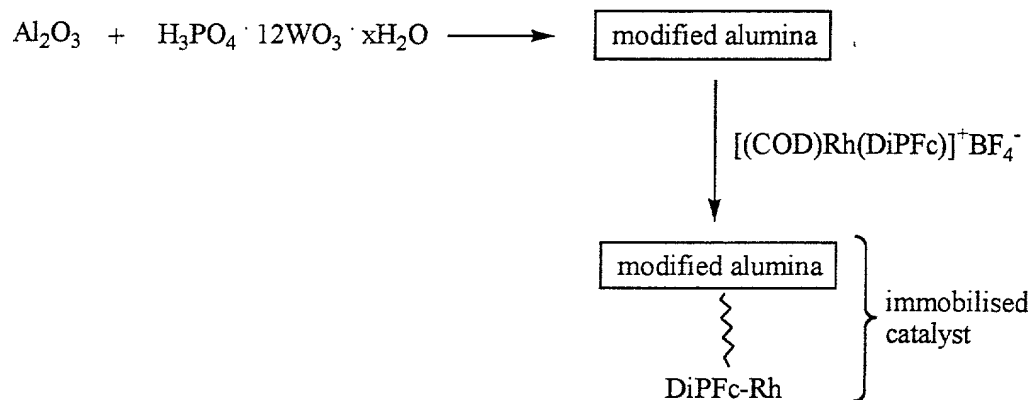 Al₂O₃ + H₃PO₄ · 12WO₃ · xH₂O modified alumina
[(COD)Rh(DiPFc)]⁺BF₄⁻
modified alumina
immobilised
catalyst
DiPFc-Rh